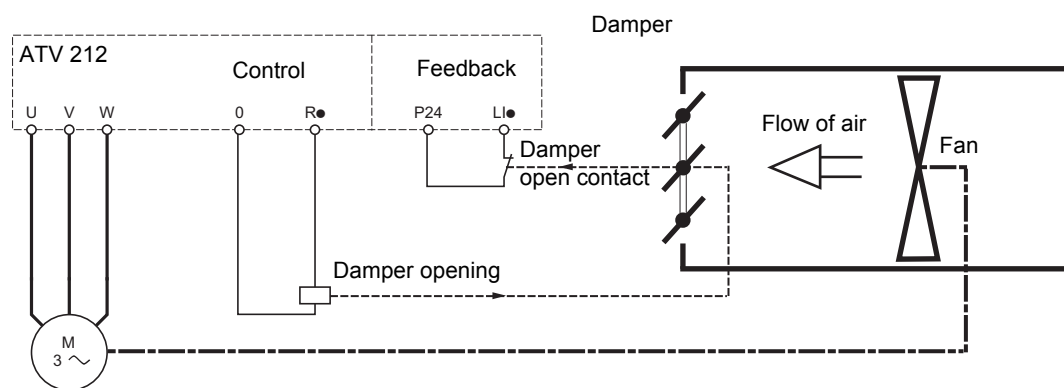 Damper
ATV 212
Control
Feedback
U
V
W
0
R●
P24
LI●
Flow of air
Fan
Damper
open contact
Damper opening
M
3 ~